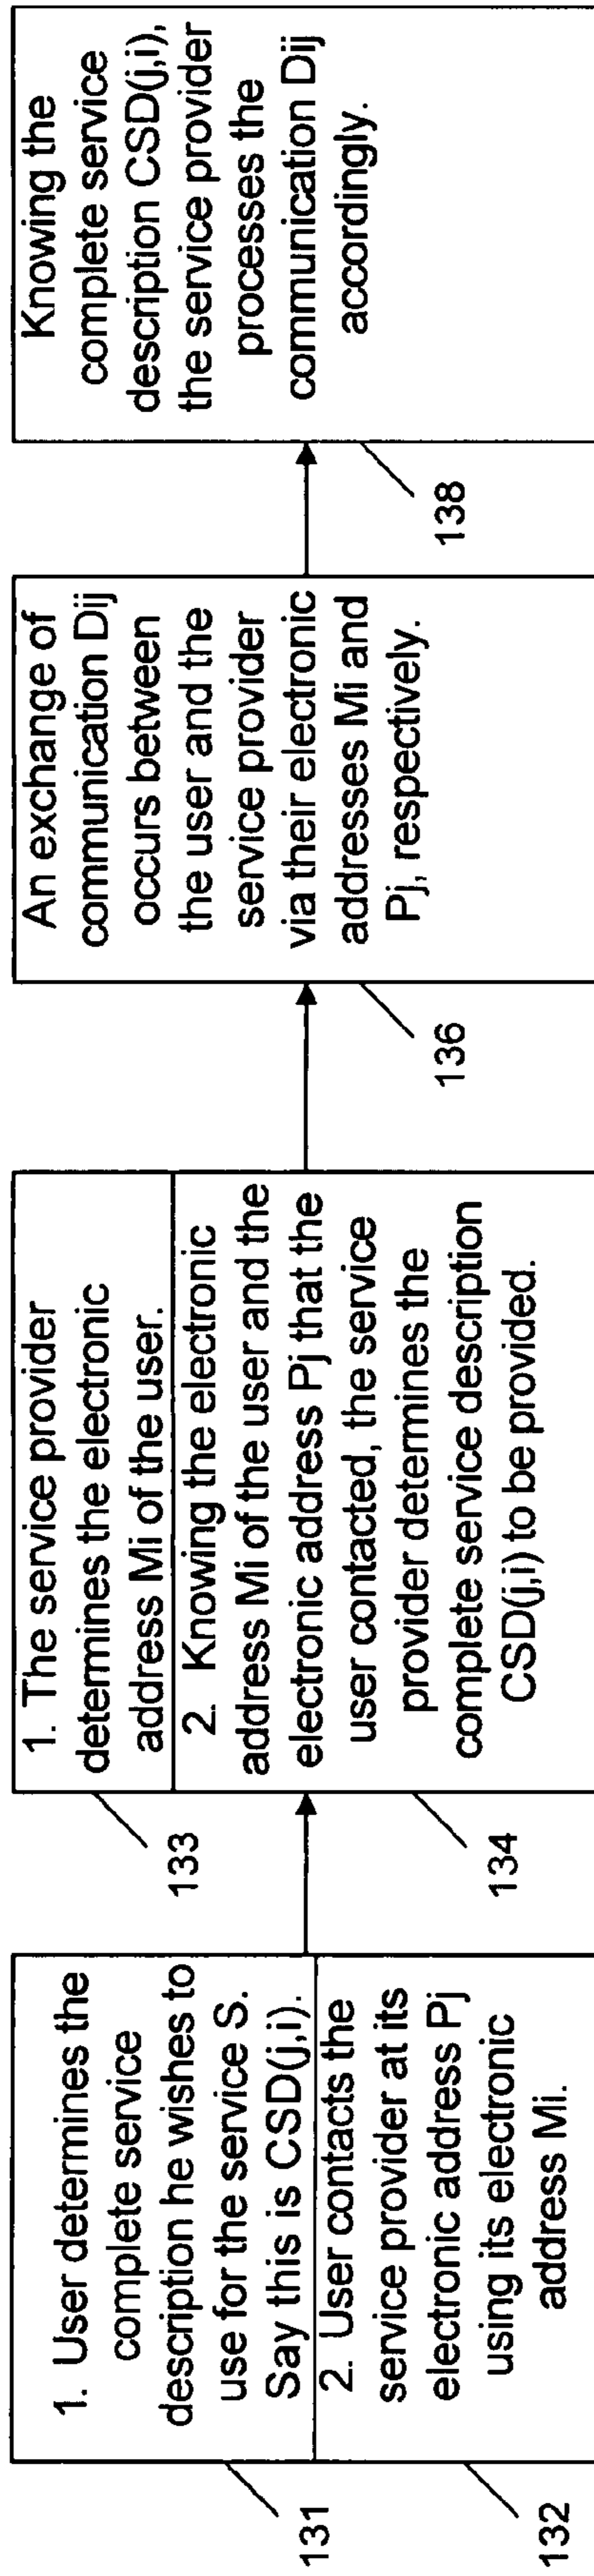 1. User determines the
complete service
description he wishes to
use for the service S.
Say this is CSD(j,i).
2. User contacts the
service provider at its
electronic address Pj
using its electronic
address Mi.
131
132
1. The service provider
determines the electronic
address Mi of the user.
2. Knowing the electronic
address Mi of the user and the
electronic address Pj that the
user contacted, the service
provider determines the
complete service description
CSD(j,i) to be provided.
133
134
An exchange of
communication Dij
occurs between
the user and the
service provider
via their electronic
addresses Mi and
Pj, respectively.
136
Knowing the
complete service
description CSD(j,i),
the service provider
processes the
communication Dij
accordingly.
138